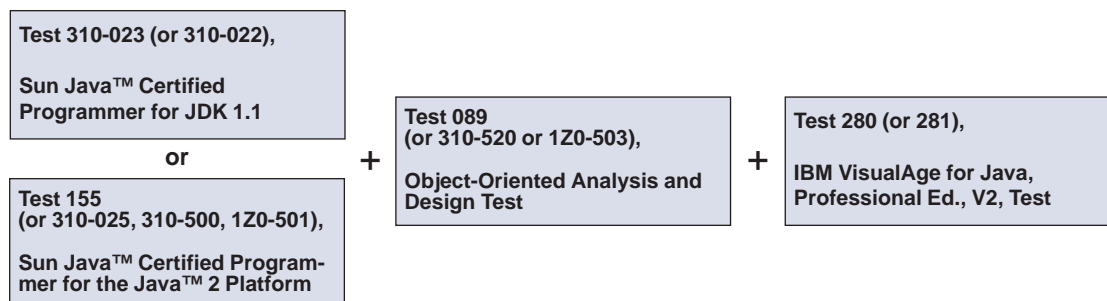 Test 310-023 (or 310-022),
Sun Java™ Certified
Programmer for JDK 1.1
or
Test 155
(or 310-025, 310-500, 1Z0-501),
Sun Java™ Certified Program-
mer for the Java™ 2 Platform
+
Test 089
(or 310-520 or 1Z0-503),
Object-Oriented Analysis and
Design Test
+
Test 280 (or 281),
IBM VisualAge for Java,
Professional Ed., V2, Test